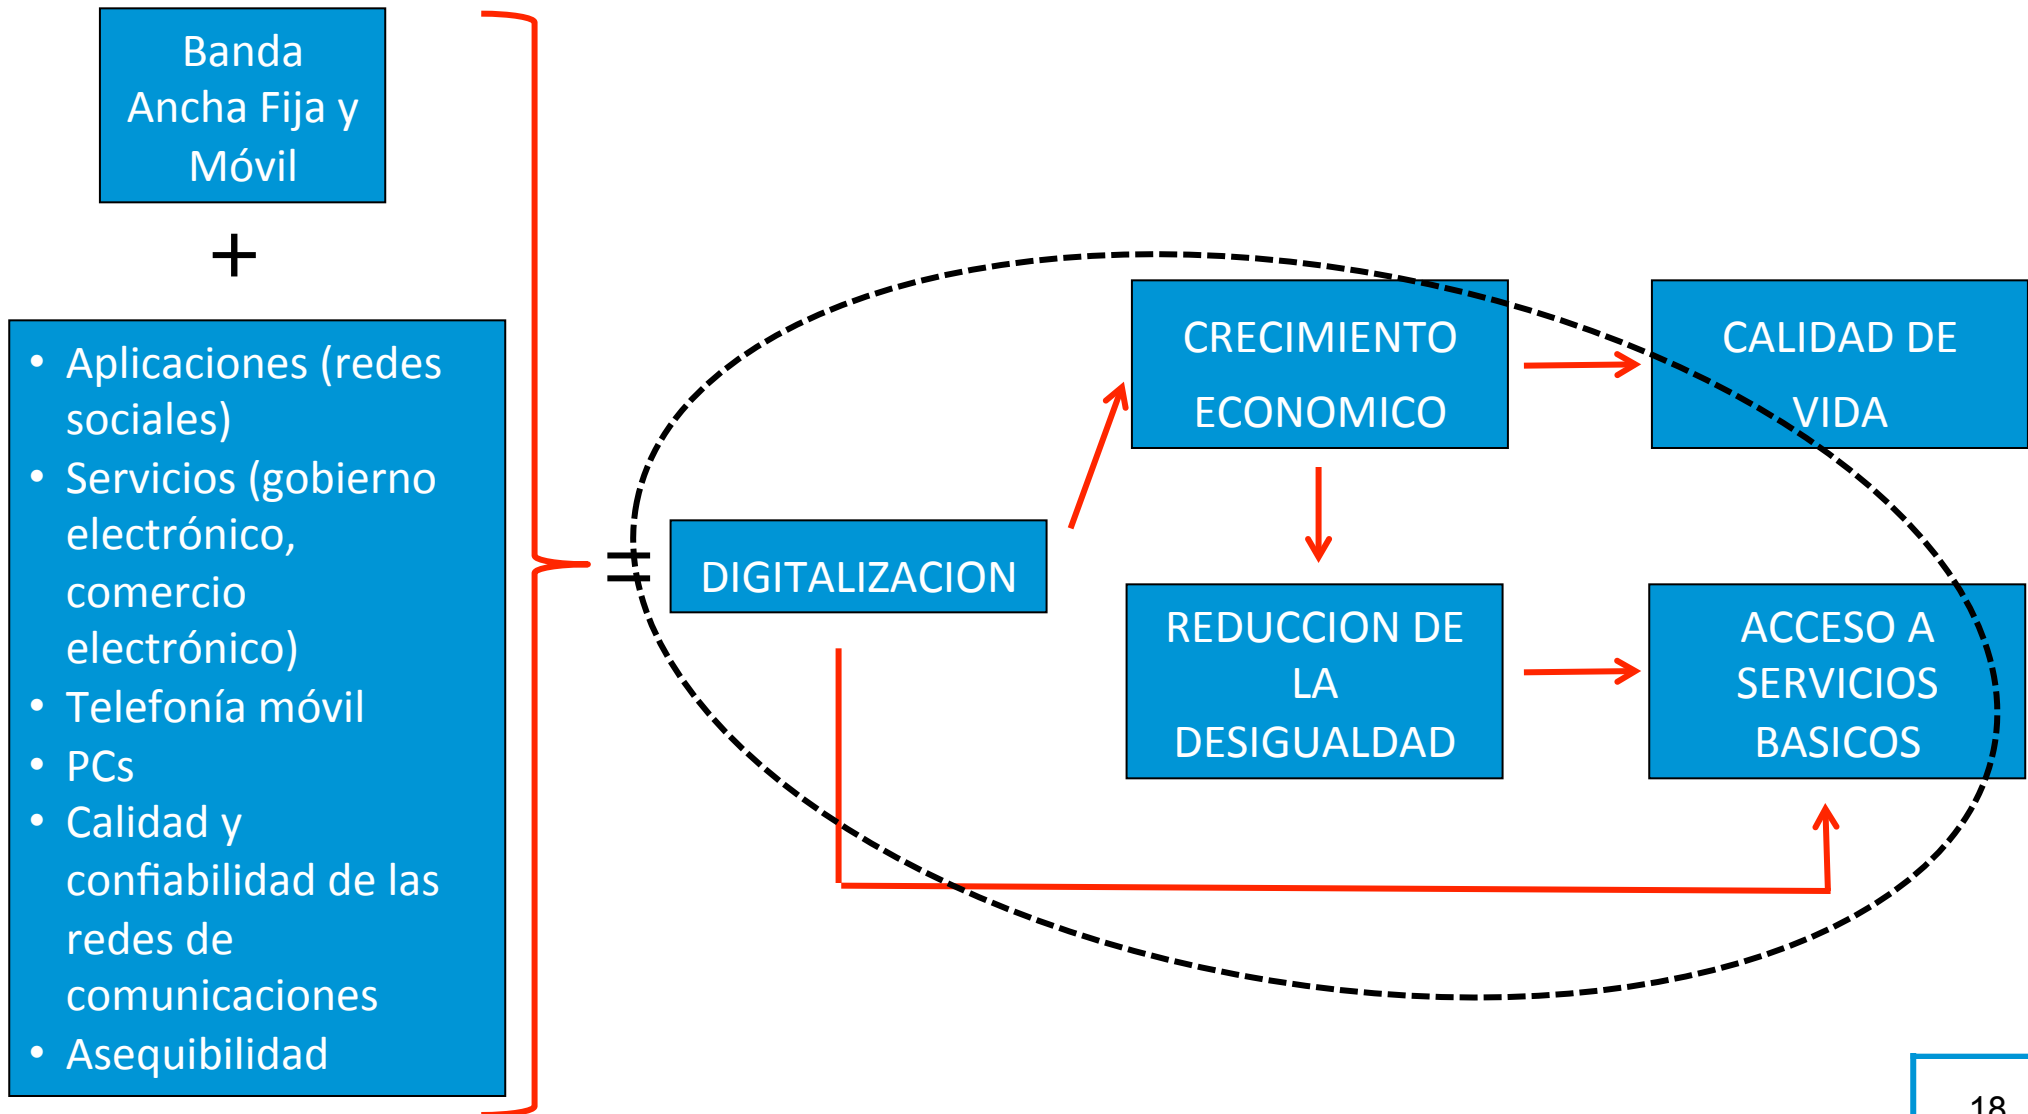 Banda
Ancha Fija y
Móvil
+
• Aplicaciones (redes
sociales)
• Servicios (gobierno
electrónico,
comercio
electrónico)
• Telefonía móvil
• PCs
• Calidad y
confiabilidad de las
redes de
comunicaciones
• Asequibilidad
=
DIGITALIZACION
CRECIMIENTO
ECONOMICO
CALIDAD DE
VIDA
REDUCCION DE
LA
DESIGUALDAD
ACCESO A
SERVICIOS
BASICOS
18